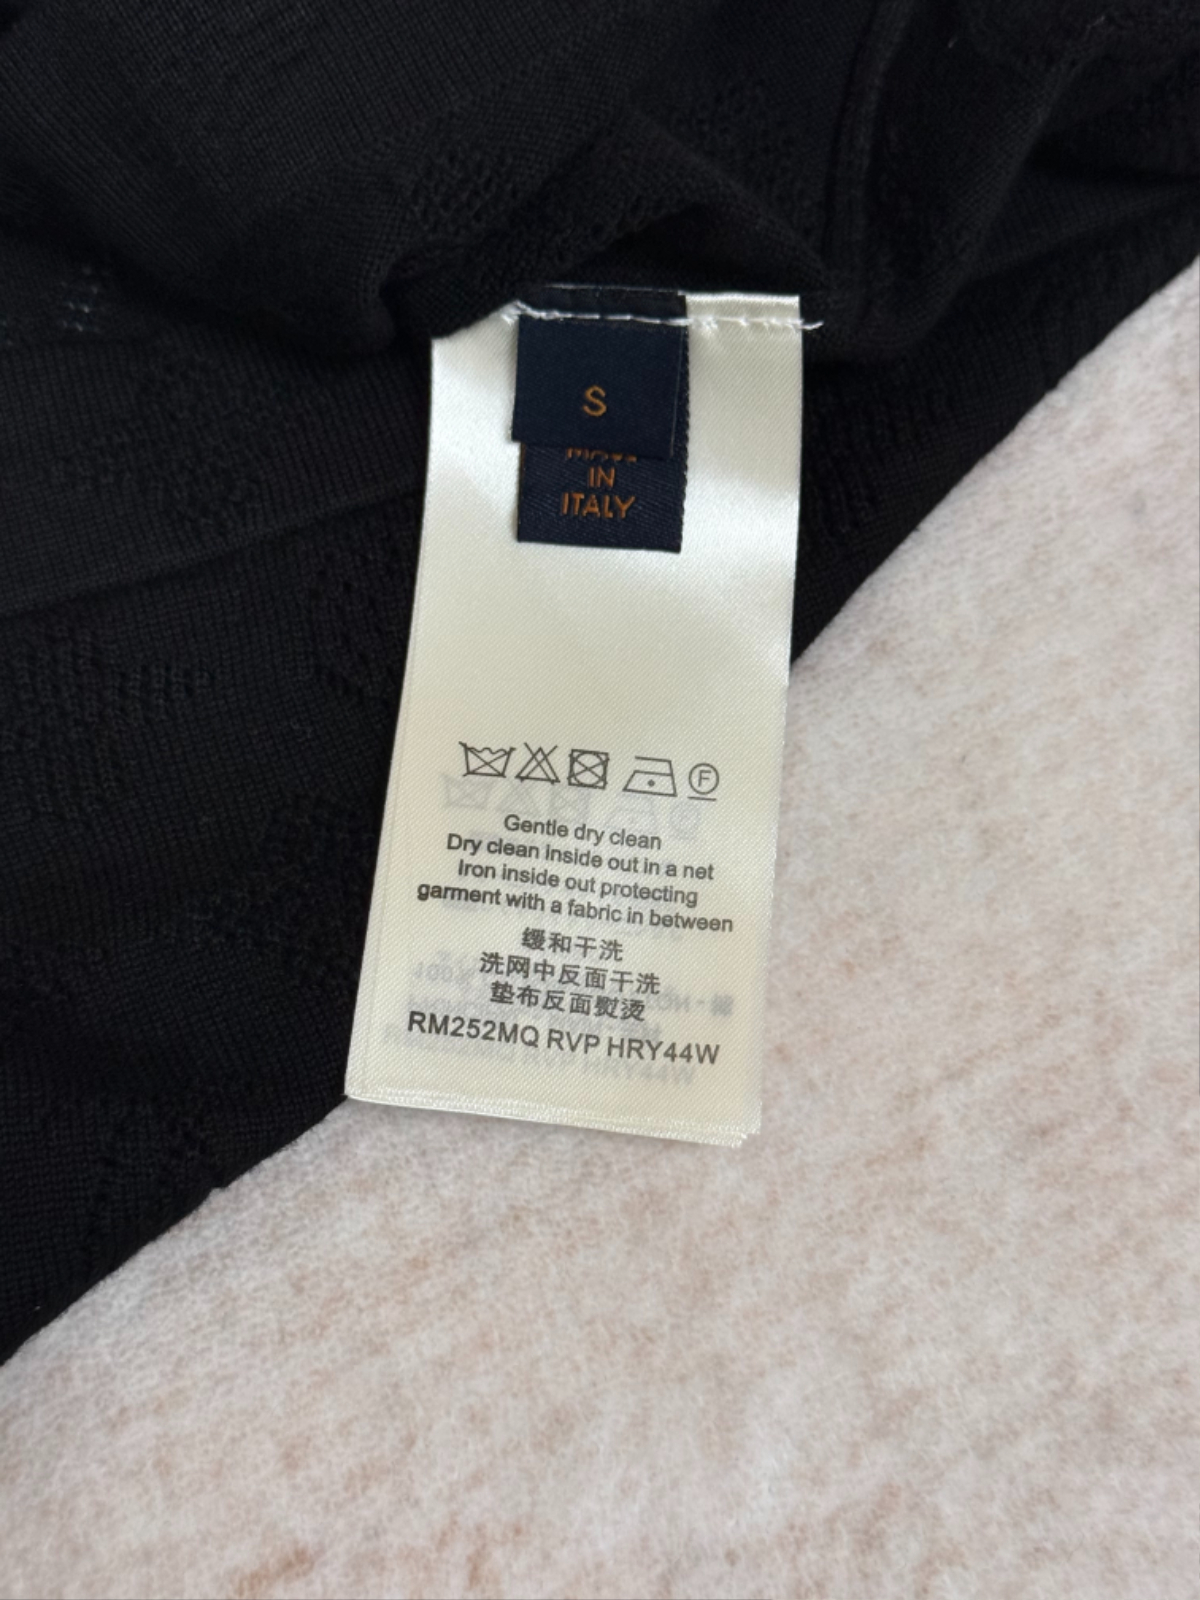 S
IN
ITALY
F
Gentle dry clean
Dry clean inside out in a net
Iron inside out protecting
garment with a fabric in between
缓和干洗
洗网中反面干洗
垫布反面熨烫
RM252MQ RVP HRY44W